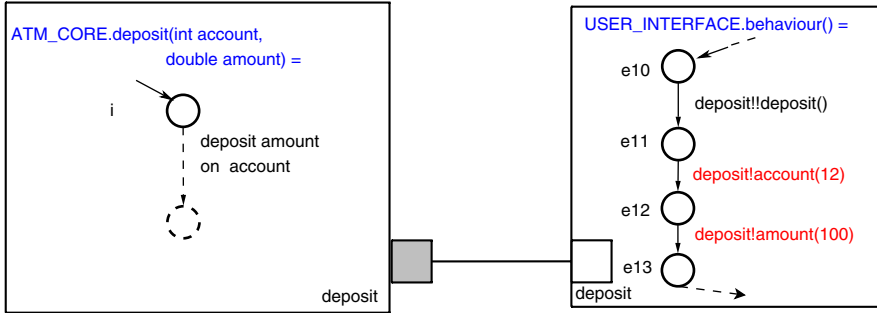 ATM_CORE.deposit(int account,
double amount) =
i
deposit amount
on account
deposit
USER_INTERFACE.behaviour() =
e10
deposit!!deposit()
e11
deposit!account(12)
e12
deposit!amount(100)
e13
deposit